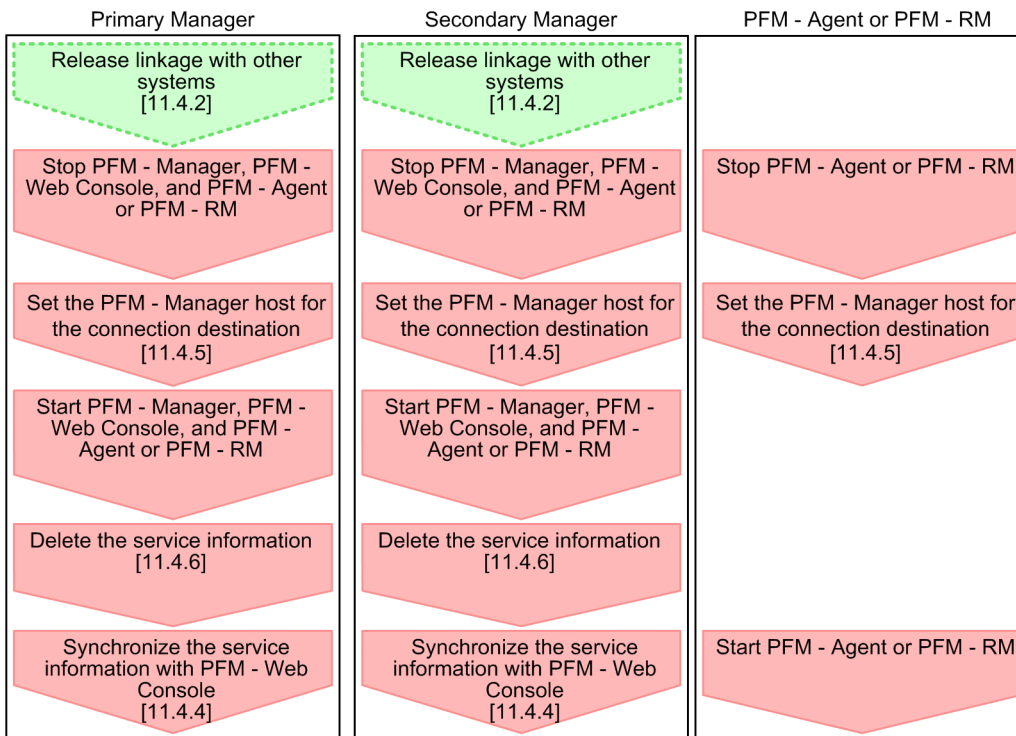 Primary Manager
Secondary Manager
PFM - Agent or PFM - RM
Release linkage with other
systems
[11.4.2]
Release linkage with other
systems
[11.4.2]
Stop PFM - Manager, PFM -
Web Console, and PFM - Agent
or PFM - RM
Stop PFM - Manager, PFM -
Web Console, and PFM - Agent
or PFM - RM
Stop PFM - Agent or PFM - RM
Set the PFM - Manager host for
the connection destination
[11.4.5]
Set the PFM - Manager host for
the connection destination
[11.4.5]
Set the PFM - Manager host for
the connection destination
[11.4.5]
Start PFM - Manager, PFM -
Web Console, and PFM -
Agent or PFM - RM
Start PFM - Manager, PFM -
Web Console, and PFM -
Agent or PFM - RM
Delete the service information
[11.4.6]
Delete the service information
[11.4.6]
Synchronize the service
information with PFM - Web
Console
[11.4.4]
Synchronize the service
information with PFM - Web
Console
[11.4.4]
Start PFM - Agent or PFM - RM